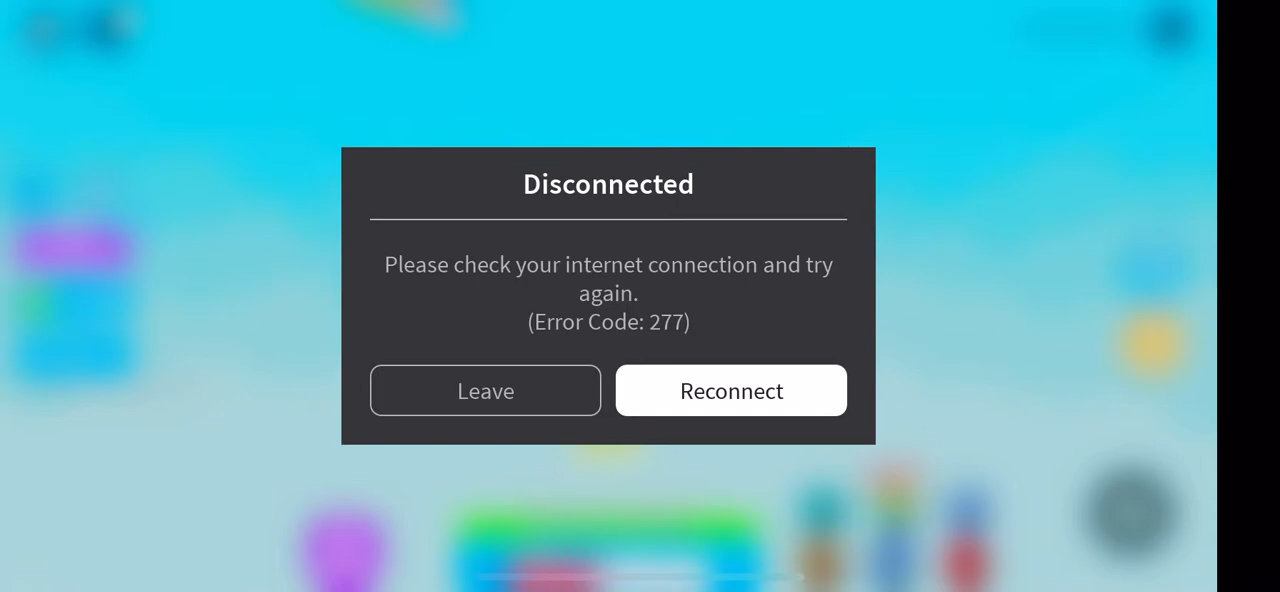 Disconnected
Please check your internet connection and try
again.
(Error Code: 277)
Leave
Reconnect